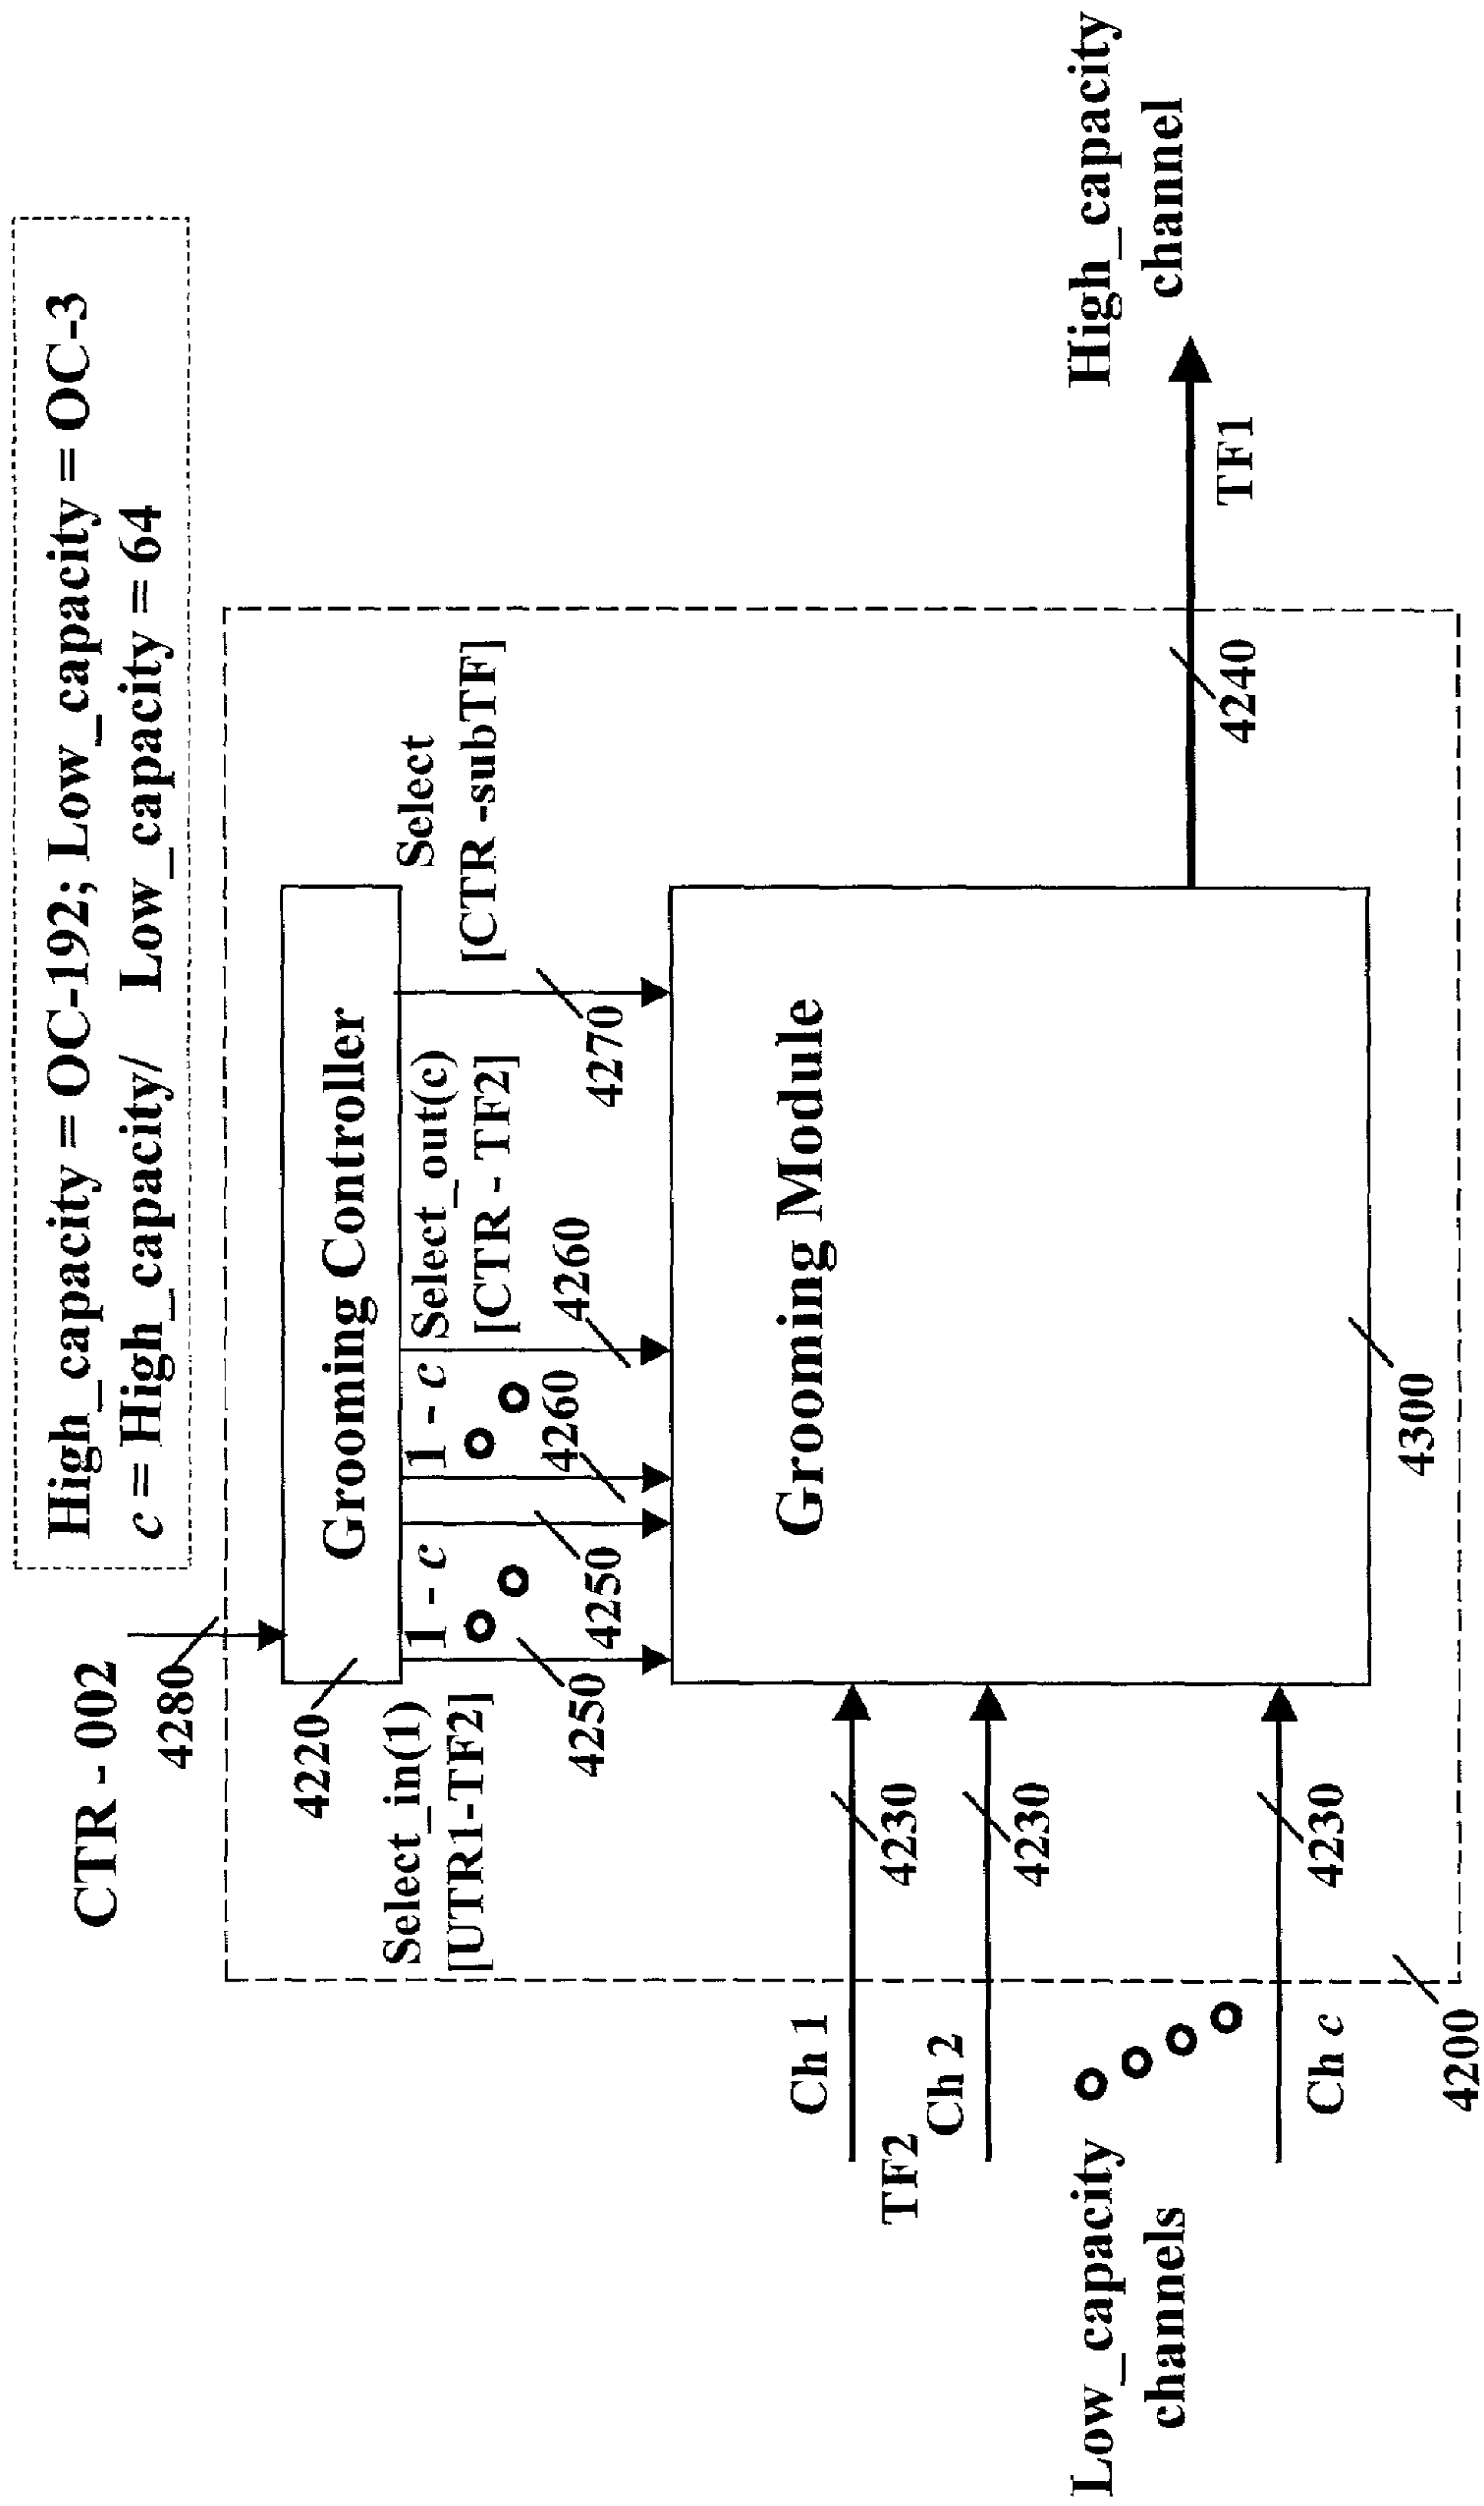 High_capacity = OC-192; Low_capacity = OC-3
c = High_capacity/ Low_capacity = 64
CTR - 002
4280
4220
Grooming Controller
Select_in(1)
[UTR1-TF2]
1 - c
4250
4250
1 - c
4260
4260
Select_out(c)
[CTR - TF2]
4270
Select
[CTR -subTF]
Grooming Module
Ch 1
4230
TF2
Ch 2
4230
Low_capacity
channels
Ch c
4230
4200
4300
4240
TF1
High_capacity
channel